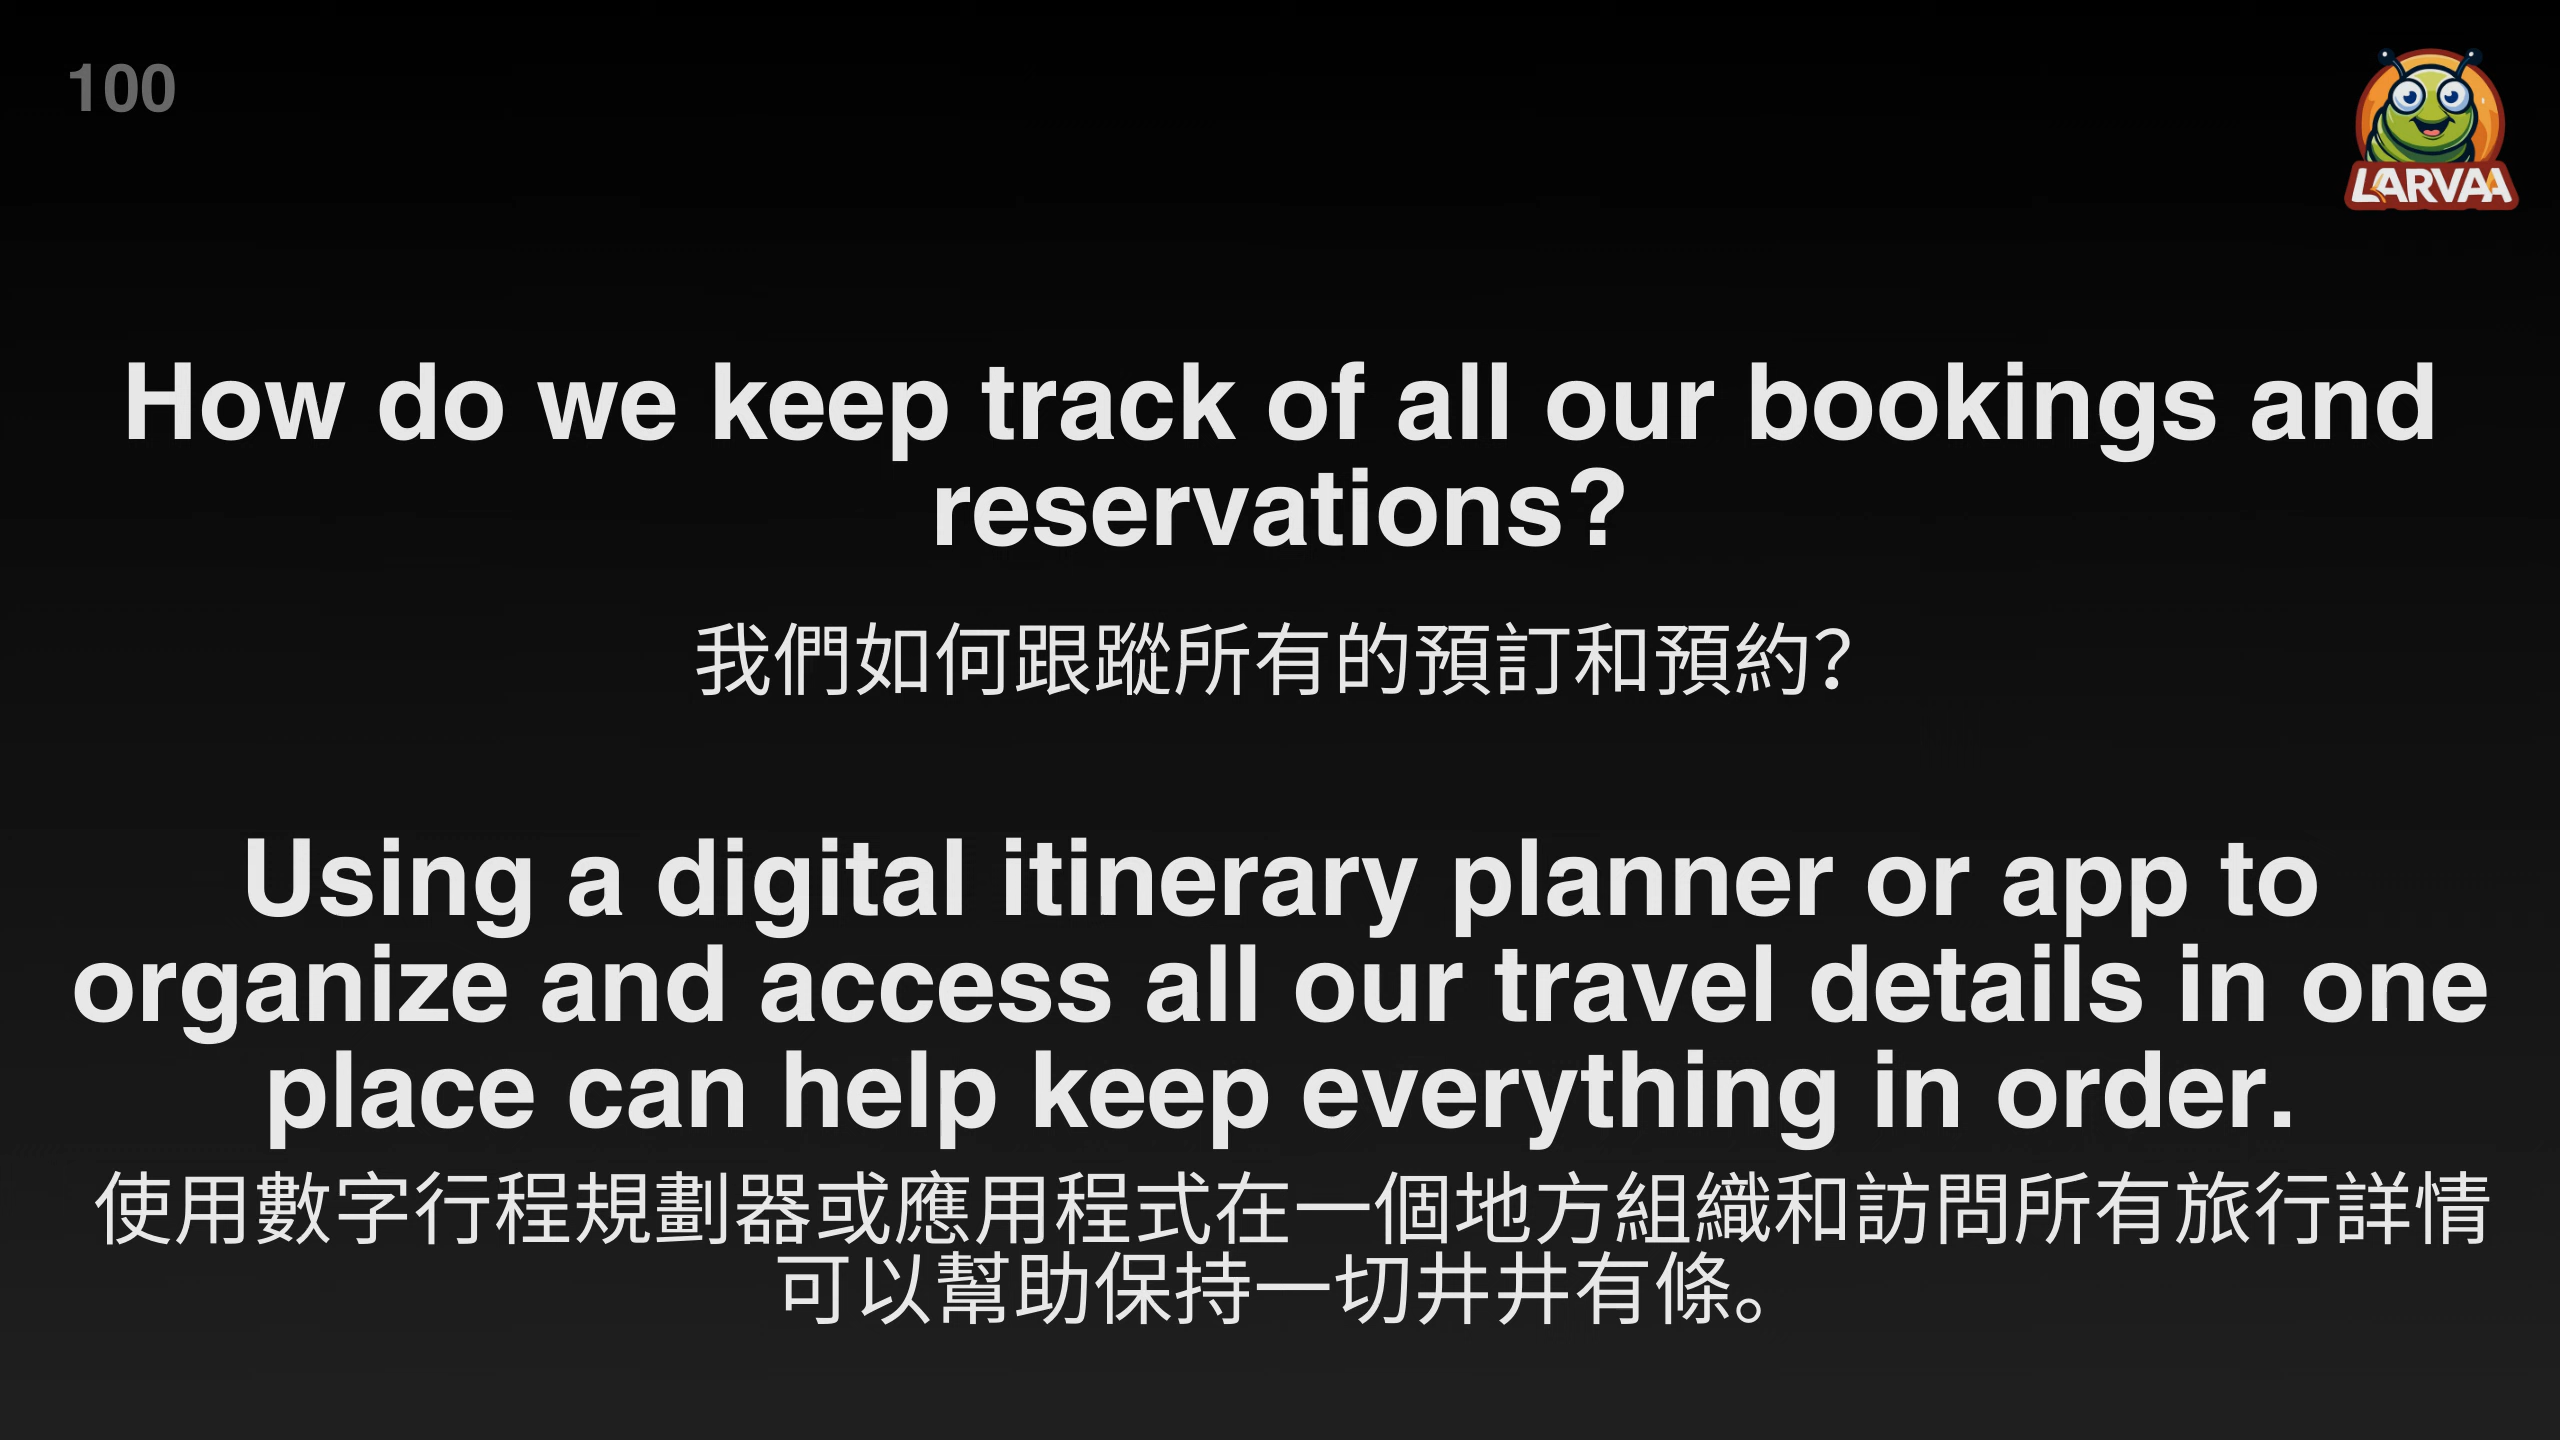 100
LARVAA
How do we keep track of all our bookings and
reservations?
我們如何跟蹤所有的預訂和預約?
Using a digital itinerary planner or app to
organize and access all our travel details in one
place can help keep everything in order.
使用數字行程規劃器或應用程式在一個地方組織和訪問所有旅行詳情
可以幫助保持一切井井有條。